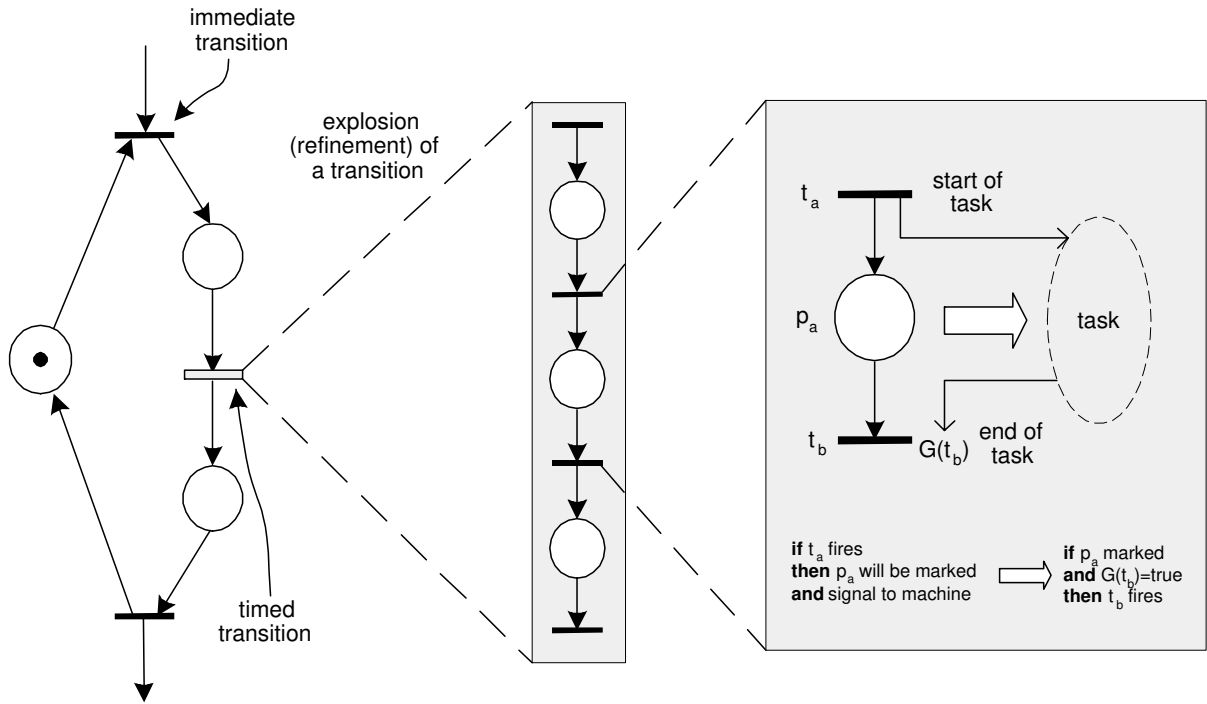 immediate
transition
explosion
(refinement) of
a transition
timed
transition
t_a
start of
task
p_a
task
t_b
G(t_b)
end of
task
if t_a fires
then p_a will be marked
and signal to machine
if p_a marked
and G(t_b)=true
then t_b fires